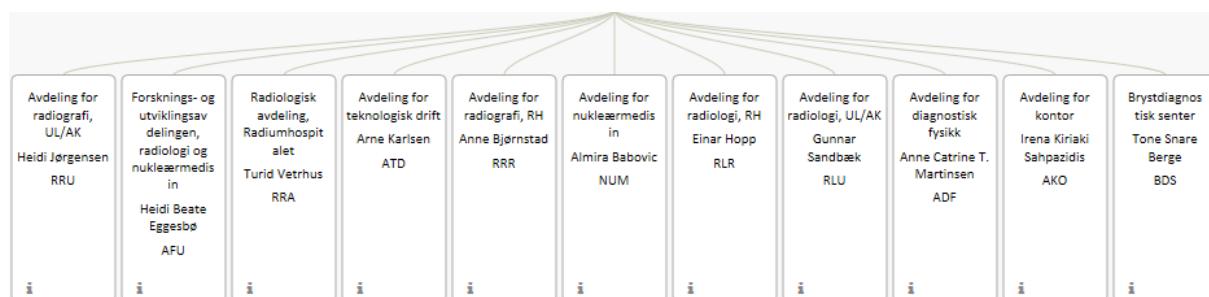 Avdeling for
radiografi,
UL/AK
Heidi Jørgensen
RRU
Forsknings- og
utviklingsav
delingen,
radiologi og
nukleærmedis
in
Heidi Beate
Eggesbø
AFU
Radiologisk
avdeling,
Radiumhospit
alet
Turid Vetrhus
RRA
Avdeling for
teknologisk drift
Arne Karlsen
ATD
Avdeling for
radiografi, RH
Anne Bjørnstad
RRR
Avdeling for
nukleærmedis
in
Almira Babovic
NUM
Avdeling for
radiologi, RH
Einar Hopp
RLR
Avdeling for
radiologi, UL/AK
Gunnar
Sandbæk
RLU
Avdeling for
diagnostisk
fysikk
Anne Catrine T.
Martinsen
ADF
Avdeling for
kontor
Irena Kiriaki
Sahpazidis
AKO
Brystdiagnos
tisk senter
Tone Snare
Berge
BDS
i i i i i i i i i i i